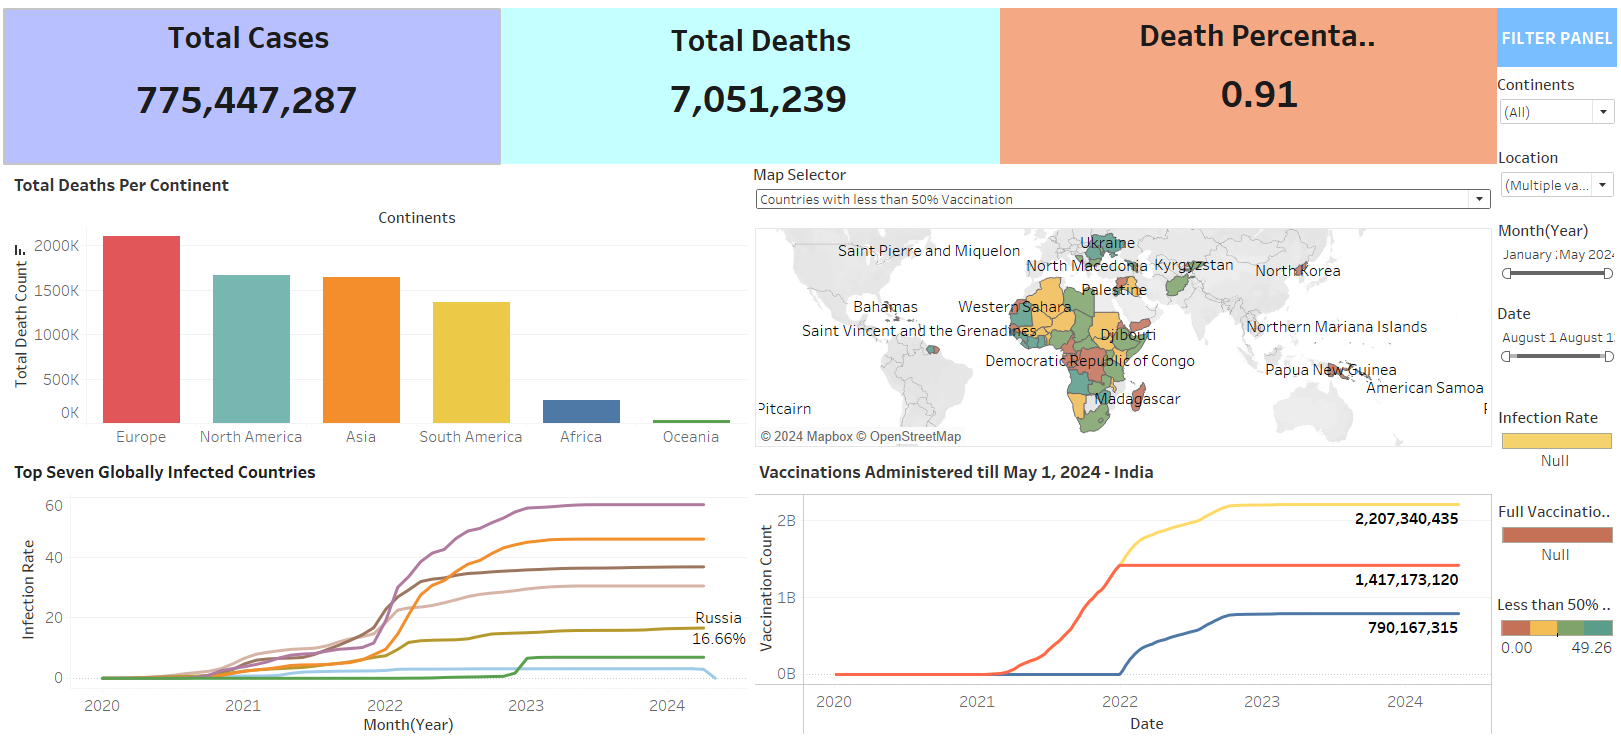 Total Cases
775,447,287
Total Deaths
7,051,239
Death Percenta..
0.91
FILTER PANEL
Continents
(All)
Location
(Multiple va...
Month(Year)
January :May 2024
Date
August 1 August 1:
Infection Rate
Null
Full Vaccinatio..
Null
Less than 50% ..
0.00 49.26
Total Deaths Per Continent
Continents
Total Death Count
2000K
1500K
1000K
500K
0K
Europe North America Asia South America Africa Oceania
Map Selector
Countries with less than 50% Vaccination
Ukraine
Saint Pierre and Miquelon
North Macedonia Kyrgyzstan
North Korea
Palestine
Bahamas Western Sahara
Saint Vincent and the Grenadines Djibouti Northern Mariana Islands
Democratic Republic of Congo
Papua New Guinea
American Samoa
Madagascar
Pitcairn
© 2024 Mapbox © OpenStreetMap
Top Seven Globally Infected Countries
Infection Rate
60
40
20
0
Russia
16.66%
2020 2021 2022 2023 2024
Month(Year)
Vaccinations Administered till May 1, 2024 - India
Vaccination Count
2B
1B
0B
2,207,340,435
1,417,173,120
790,167,315
2020 2021 2022 2023 2024
Date